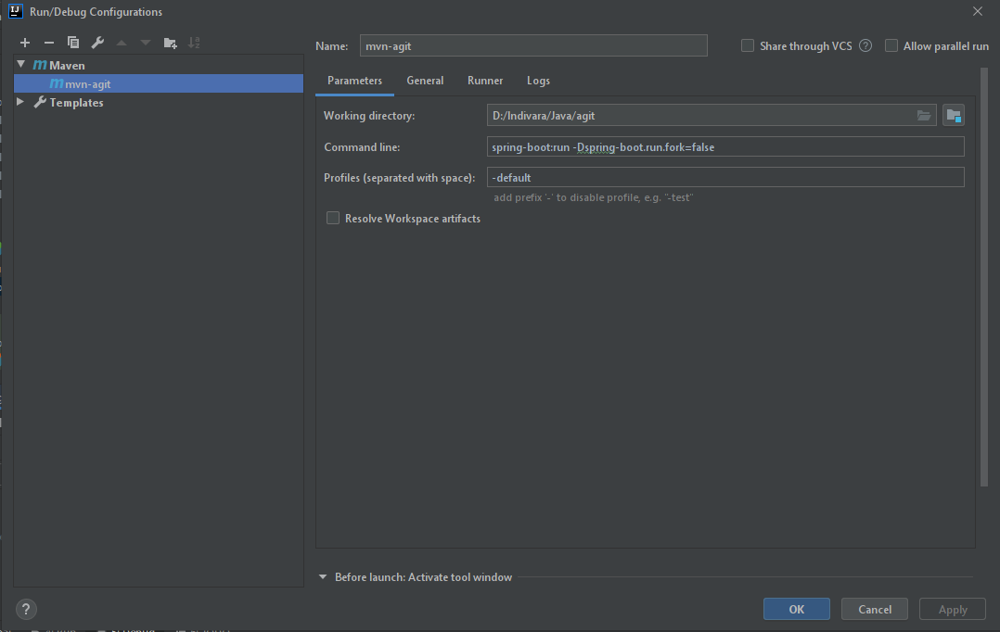 IJ Run/Debug Configurations
Name: mvn-agit Share through VCS ? Allow parallel run
Maven
mvn-agit
Templates
Parameters General Runner Logs
Working directory: D:/Indivara/Java/agit
Command line: spring-boot:run -Dspring-boot.run.fork=false
Profiles (separated with space): -default
add prefix '-' to disable profile, e.g. "-test"
Resolve Workspace artifacts
Before launch: Activate tool window
? OK Cancel Apply